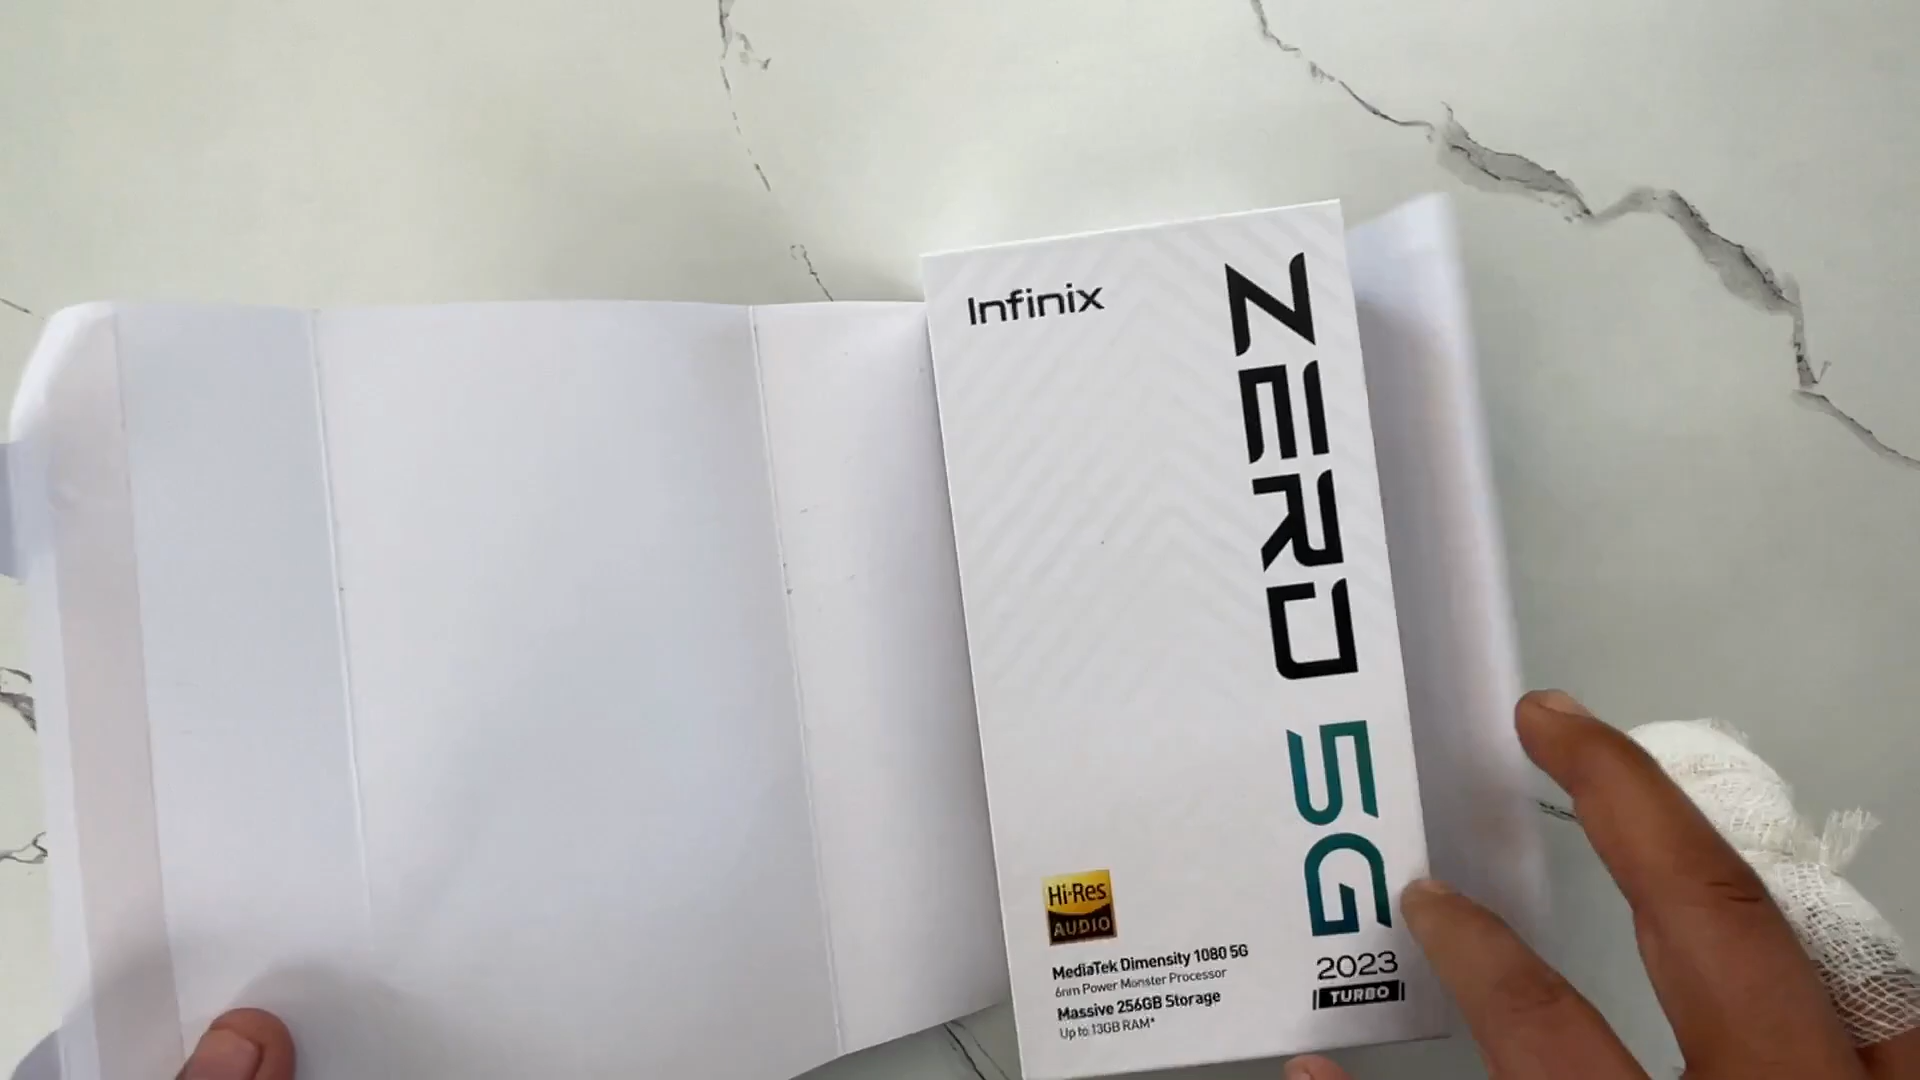 Infinix
ZERO 5G
2023
TURBO
Hi-Res
AUDIO
MediaTek Dimensity 1080 5G
6nm Power Monster Processor
Massive 256GB Storage
Up to 13GB RAM*